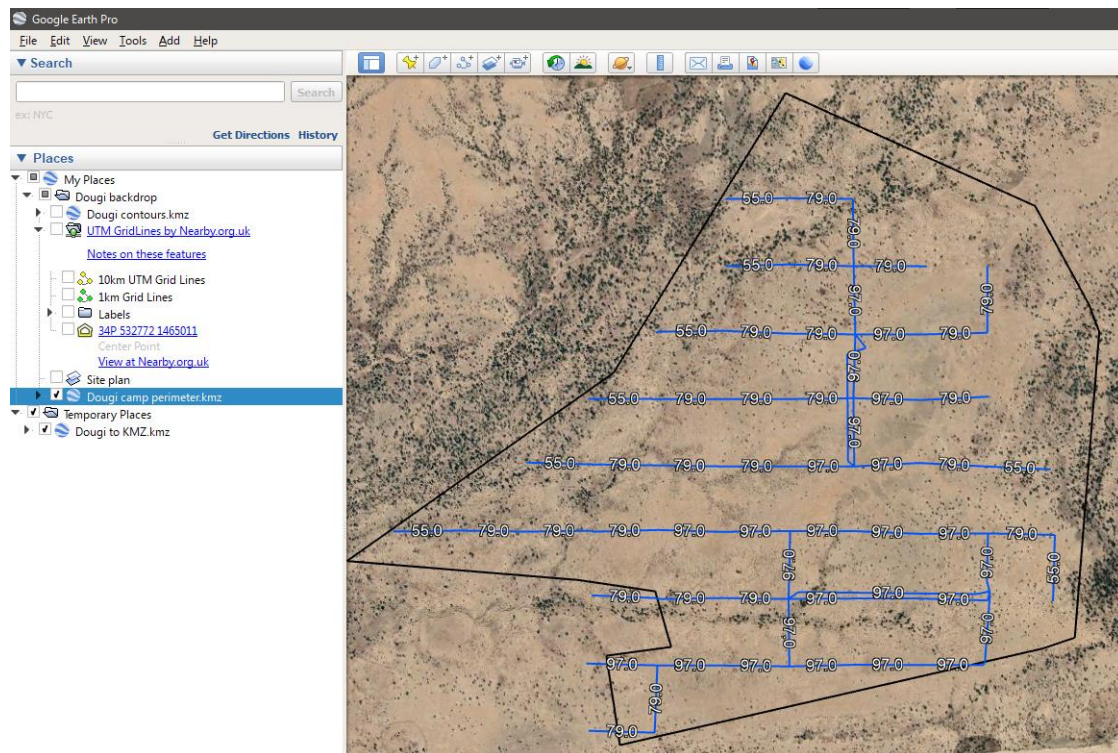 Google Earth Pro
File Edit View Tools Add Help
Search
Search
ex: NYC
Get Directions History
Places
My Places
Dougi backdrop
Dougi contours.kmz
UTM GridLines by Nearby.org.uk
Notes on these features
10km UTM Grid Lines
1km Grid Lines
Labels
34P 532772 1465011
Center Point
View at Nearby.org.uk
Site plan
Dougi camp perimeter.kmz
Temporary Places
Dougi to KMZ.kmz
55.0 79.0
79.0
55.0 79.0 79.0
97.0 79.0
55.0 79.0 79.0 97.0 79.0
97.0
55.0 79.0 79.0 79.0 97.0 79.0
97.0
55.0 79.0 79.0 79.0 97.0 97.0 79.0 55.0
55.0 79.0 79.0 79.0 97.0 97.0 97.0 97.0 97.0 79.0
97.0 97.0 55.0
79.0 79.0 79.0 97.0 97.0 97.0
97.0 97.0
97.0 97.0 97.0 97.0 97.0 97.0
79.0
79.0